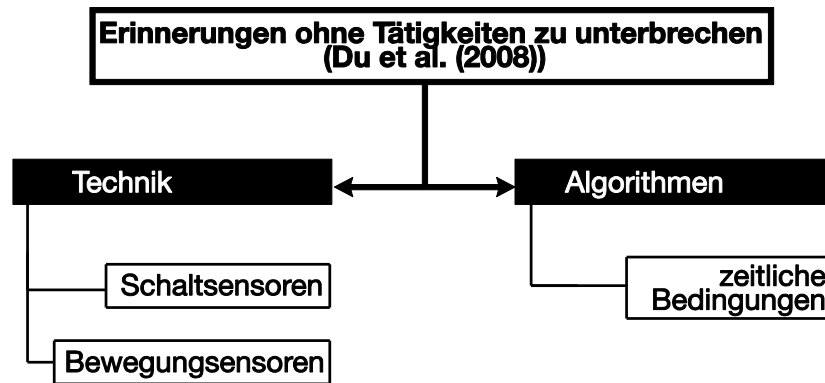 Erinnerungen ohne Tätigkeiten zu unterbrechen
(Du et al. (2008))
Technik
Algorithmen
Schaltsensoren
zeitliche
Bedingungen
Bewegungsensoren